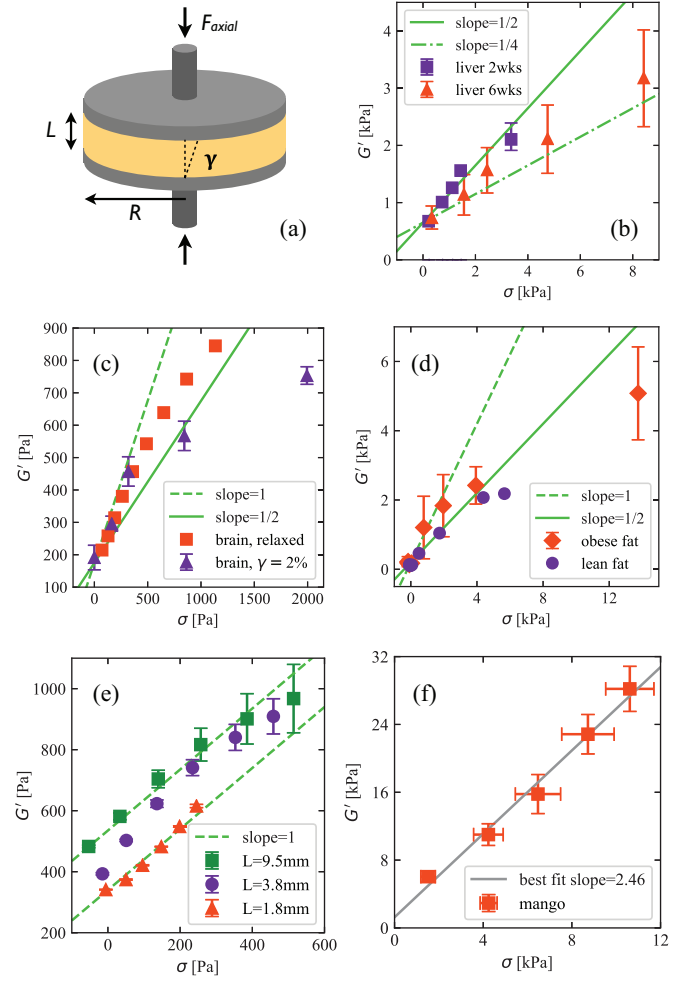 F_axial
L
γ
R
(a)
slope=1/2
slope=1/4
liver 2wks
liver 6wks
(b)
G′ [kPa]
4
3
2
1
0
0 2 4 6 8
σ [kPa]
(c)
G′ [Pa]
900
800
700
600
500
400
300
200
100
slope=1
slope=1/2
brain, relaxed
brain, γ = 2%
0 500 1000 1500 2000
σ [Pa]
(d)
G′ [kPa]
6
4
2
0
slope=1
slope=1/2
obese fat
lean fat
0 4 8 12
σ [kPa]
(e)
G′ [Pa]
1000
800
600
400
200
slope=1
L=9.5mm
L=3.8mm
L=1.8mm
0 200 400 600
σ [Pa]
(f)
G′ [kPa]
32
24
16
8
0
best fit slope=2.46
mango
0 4 8 12
σ [kPa]